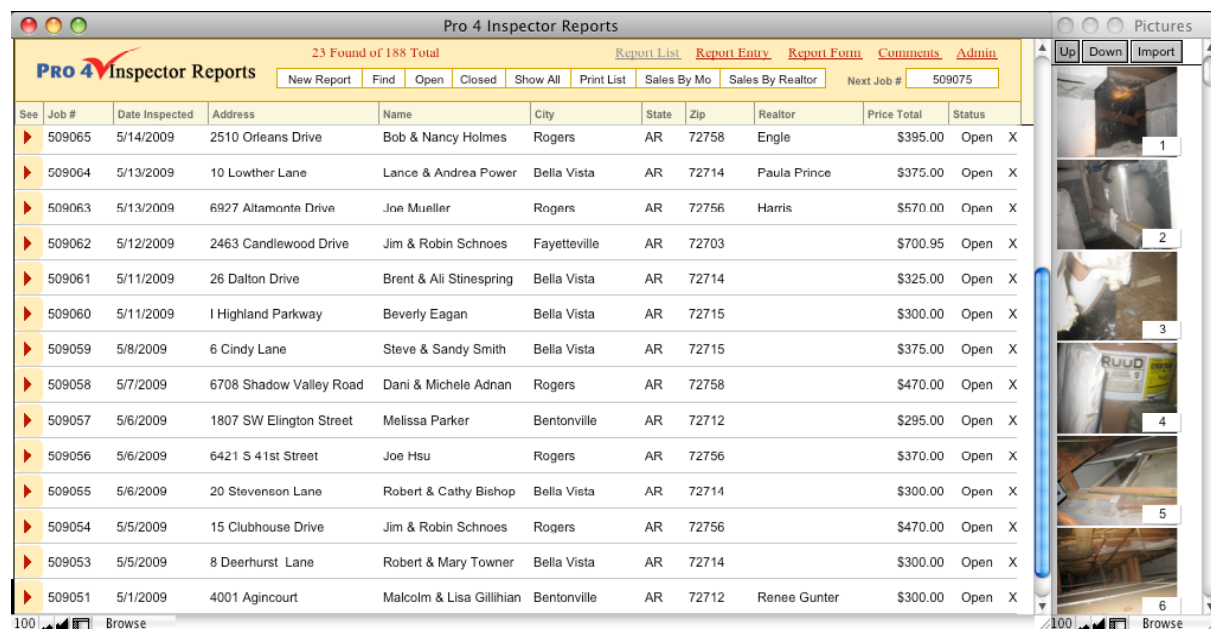 Pro 4 Inspector Reports
23 Found of 188 Total Report List Report Entry Report Form Comments Admin
PRO 4 Inspector Reports
New Report Find Open Closed Show All Print List Sales By Mo Sales By Realtor Next Job # 509075
See Job # Date Inspected Address Name City State Zip Realtor Price Total Status
509065 5/14/2009 2510 Orleans Drive Bob & Nancy Holmes Rogers AR 72758 Engle $395.00 Open X
509064 5/13/2009 10 Lowther Lane Lance & Andrea Power Bella Vista AR 72714 Paula Prince $375.00 Open X
509063 5/13/2009 6927 Altamonte Drive Joe Mueller Rogers AR 72756 Harris $570.00 Open X
509062 5/12/2009 2463 Candlewood Drive Jim & Robin Schnoes Fayetteville AR 72703 $700.95 Open X
509061 5/11/2009 26 Dalton Drive Brent & Ali Stinespring Bella Vista AR 72714 $325.00 Open X
509060 5/11/2009 I Highland Parkway Beverly Eagan Bella Vista AR 72715 $300.00 Open X
509059 5/8/2009 6 Cindy Lane Steve & Sandy Smith Bella Vista AR 72715 $375.00 Open X
509058 5/7/2009 6708 Shadow Valley Road Dani & Michele Adnan Rogers AR 72758 $470.00 Open X
509057 5/6/2009 1807 SW Elington Street Melissa Parker Bentonville AR 72712 $295.00 Open X
509056 5/6/2009 6421 S 41st Street Joe Hsu Rogers AR 72756 $370.00 Open X
509055 5/6/2009 20 Stevenson Lane Robert & Cathy Bishop Bella Vista AR 72714 $300.00 Open X
509054 5/5/2009 15 Clubhouse Drive Jim & Robin Schnoes Rogers AR 72756 $470.00 Open X
509053 5/5/2009 8 Deerhurst Lane Robert & Mary Towner Bella Vista AR 72714 $300.00 Open X
509051 5/1/2009 4001 Agincourt Malcolm & Lisa Gillihian Bentonville AR 72712 Renee Gunter $300.00 Open X
100 Browse
Pictures
Up Down Import
1
2
3
RUUD
4
5
6
100 Browse